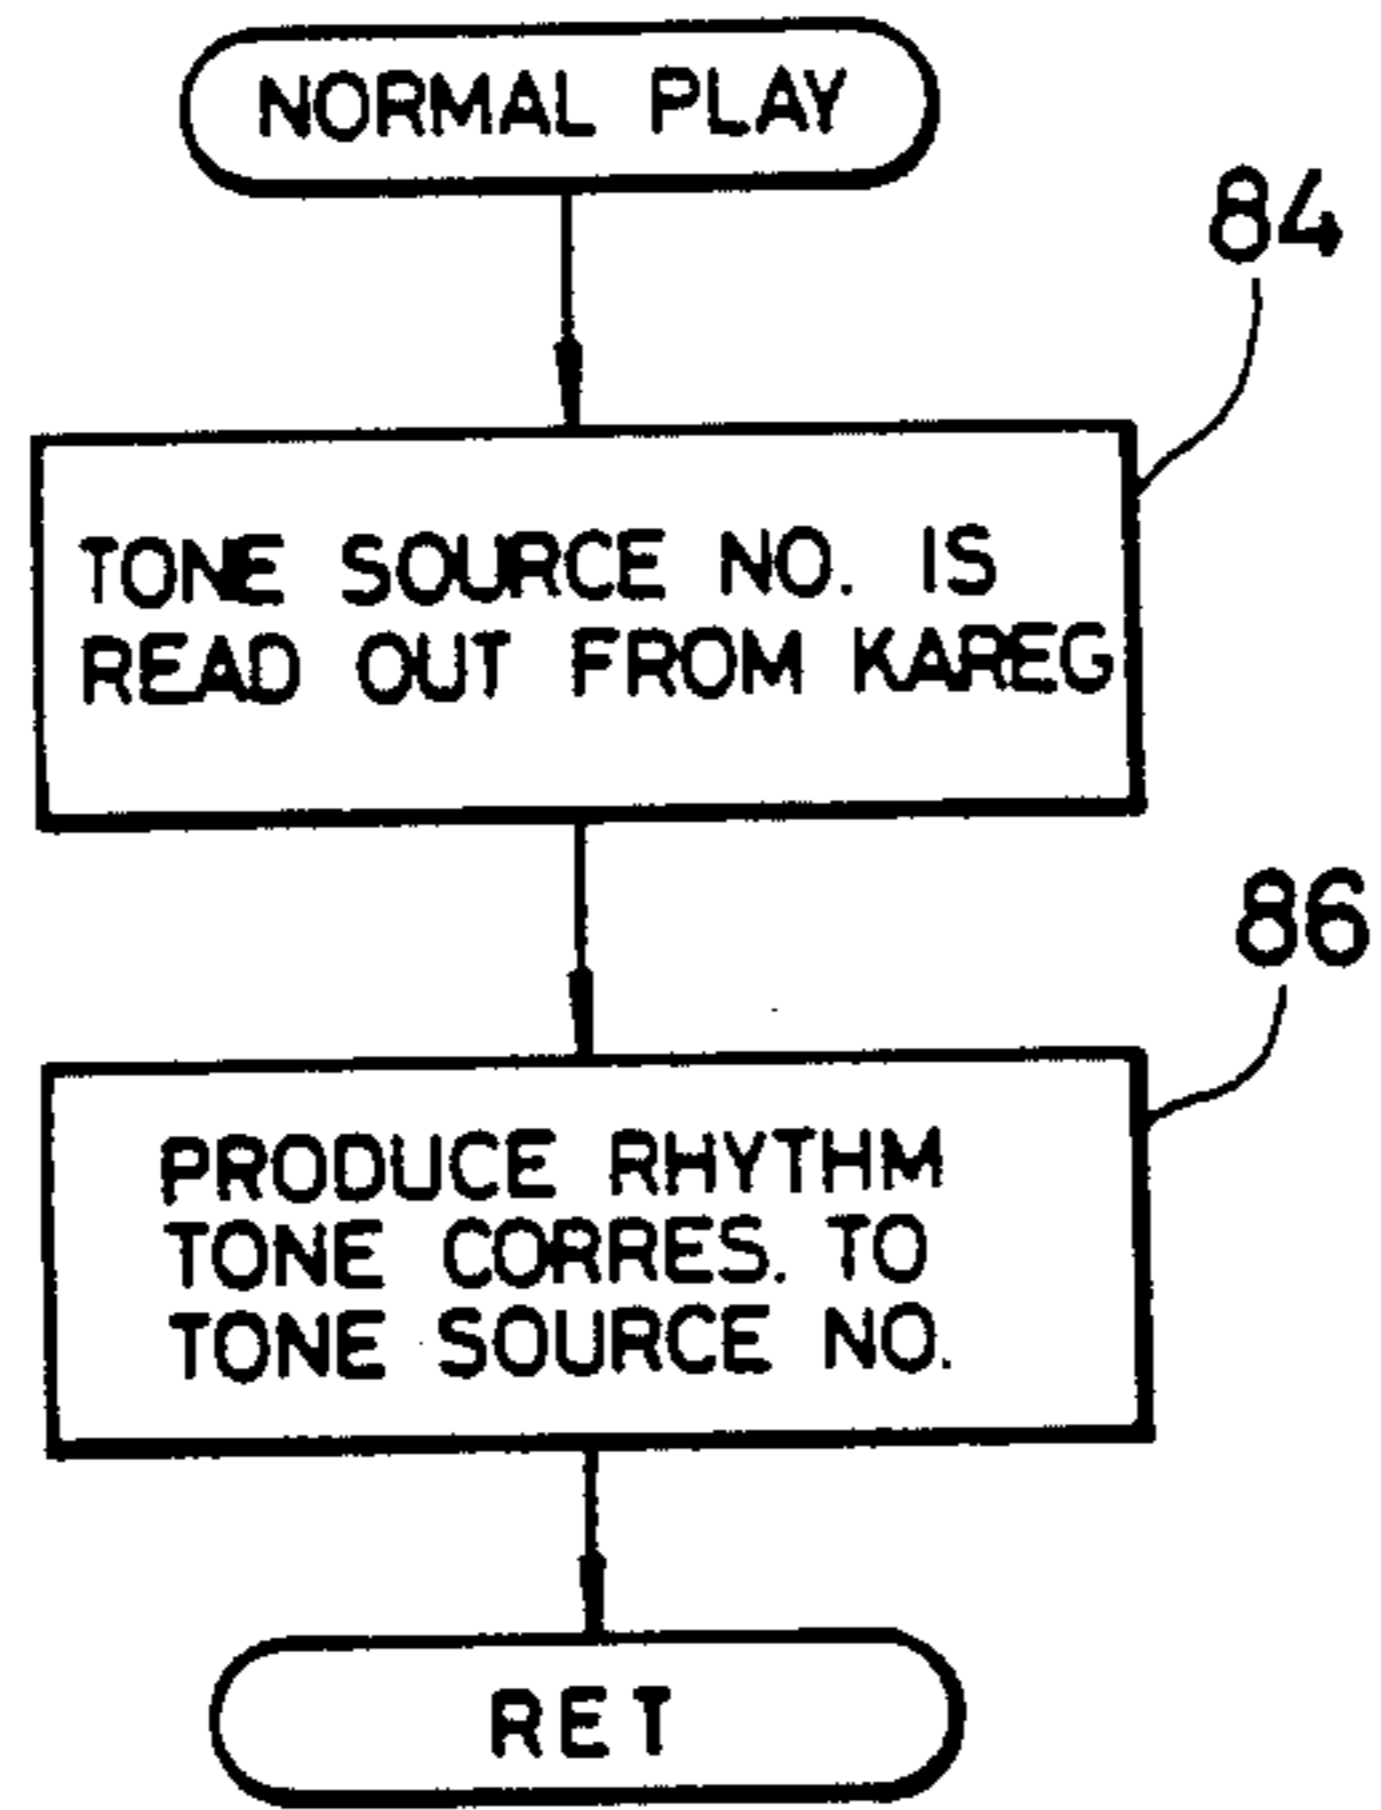 NORMAL PLAY
84
TONE SOURCE NO. IS
READ OUT FROM KAREG
86
PRODUCE RHYTHM
TONE CORRES. TO
TONE SOURCE NO.
RET